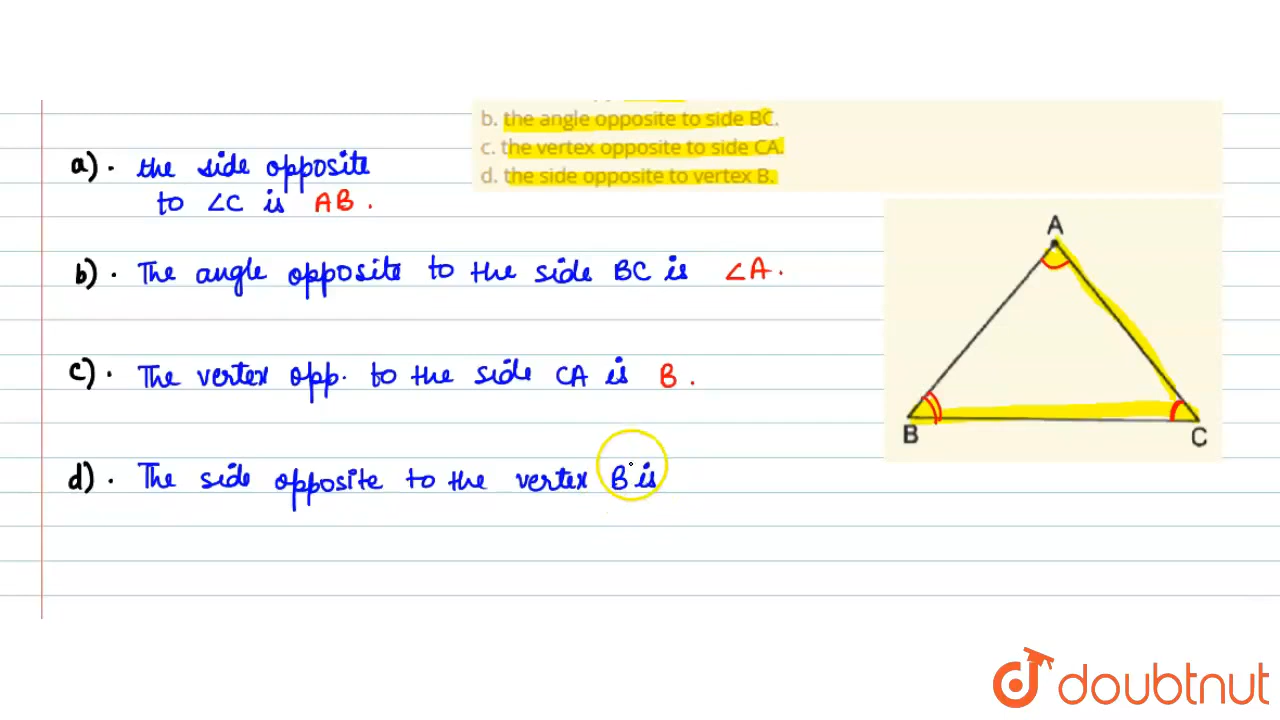 b. the angle opposite to side BC.
c. the vertex opposite to side CA.
d. the side opposite to vertex B.
a). the side opposite
to ∠C is AB.
b). The angle opposite to the side BC is ∠A.
c). The vertex opp. to the side CA is B.
d). The side opposite to the vertex B is
A
B
C
doubtnut